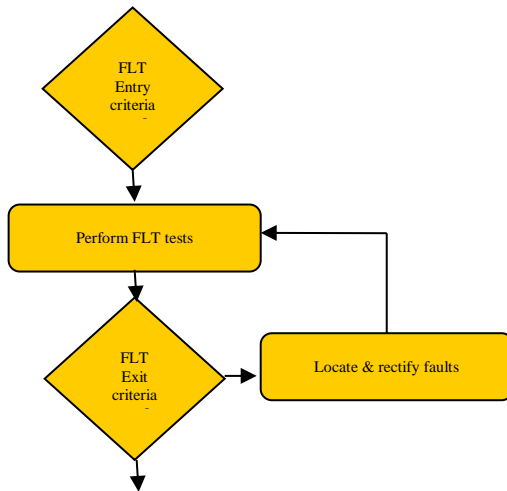 FLT
Entry
criteria
Perform FLT tests
FLT
Exit
criteria
Locate & rectify faults